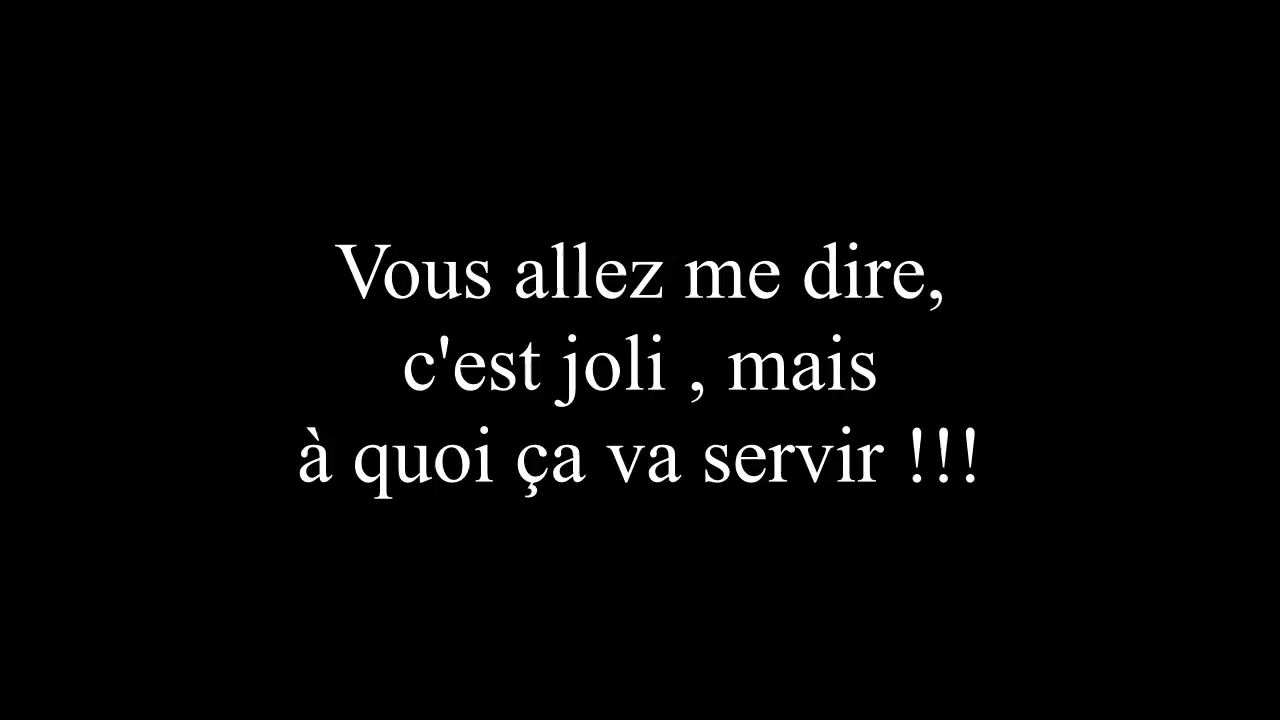 Vous allez me dire,
c'est joli , mais
à quoi ça va servir !!!